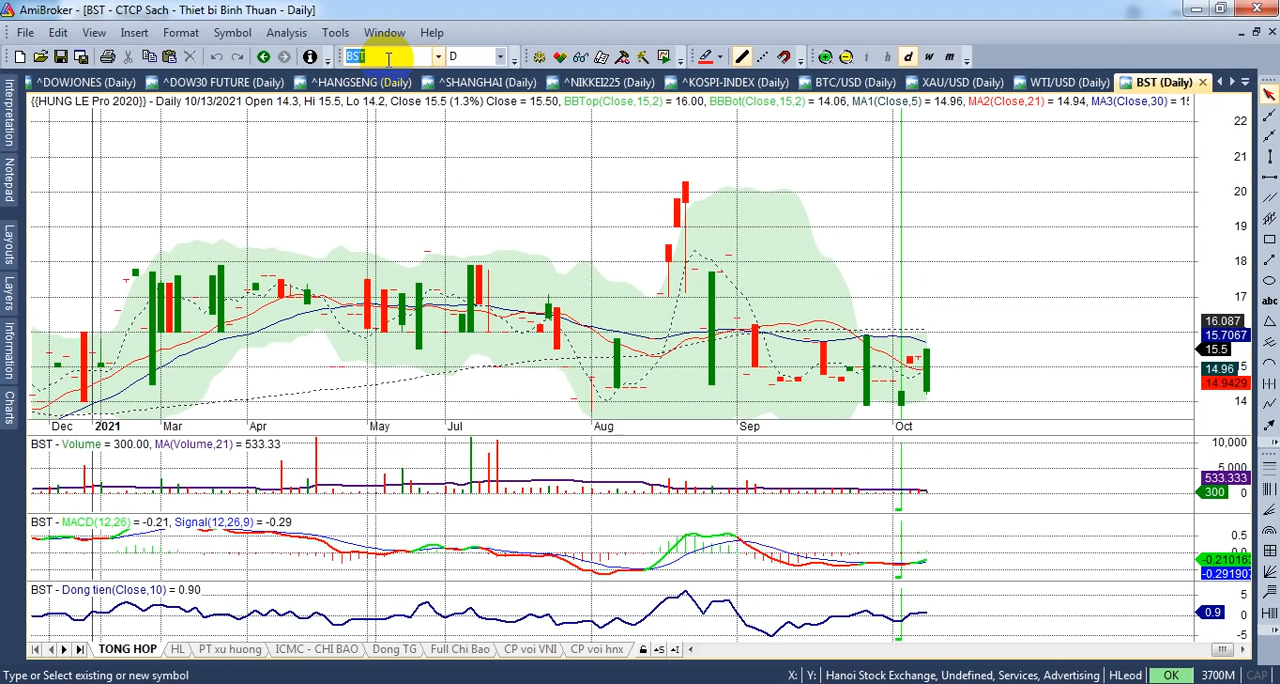 AmiBroker - [BST - CTCP Sach - Thiet bi Binh Thuan - Daily]
File Edit View Insert Format Symbol Analysis Tools Window Help
BST D i h d w m
^DOWJONES (Daily) ^DOW30 FUTURE (Daily) ^HANGSENG (Daily) ^SHANGHAI (Daily) ^NIKKEI225 (Daily) ^KOSPI-INDEX (Daily) BTC/USD (Daily) XAU/USD (Daily) WTI/USD (Daily) BST (Daily)
{{HUNG LE Pro 2020}} - Daily 10/13/2021 Open 14.3, Hi 15.5, Lo 14.2, Close 15.5 (1.3%) Close = 15.50, BBTop(Close,15,2) = 16.00, BBBot(Close,15,2) = 14.06, MA1(Close,5) = 14.96, MA2(Close,21) = 14.94, MA3(Close,30) = 15
Interpretation
Notepad
Layouts
Layers
Information
Charts
abc
22
21
20
19
18
17
16.087
15.7067
15.5
15
14.96
14.9429
14
Dec 2021 Mar Apr May Jul Aug Sep Oct
BST - Volume = 300.00, MA(Volume,21) = 533.33
10,000
5,000
533.333
300 0
BST - MACD(12,26) = -0.21, Signal(12,26,9) = -0.29
0.5
0.0
-0.210163
-0.291907
BST - Dong tien(Close,10) = 0.90
5
0.9
-5
TONG HOP HL PT xu huong ICMC - CHI BAO Dong TG Full Chi Bao CP voi VNI CP voi hnx
Type or Select existing or new symbol X: Y: Hanoi Stock Exchange, Undefined, Services, Advertising HLeod OK 3700M CAP